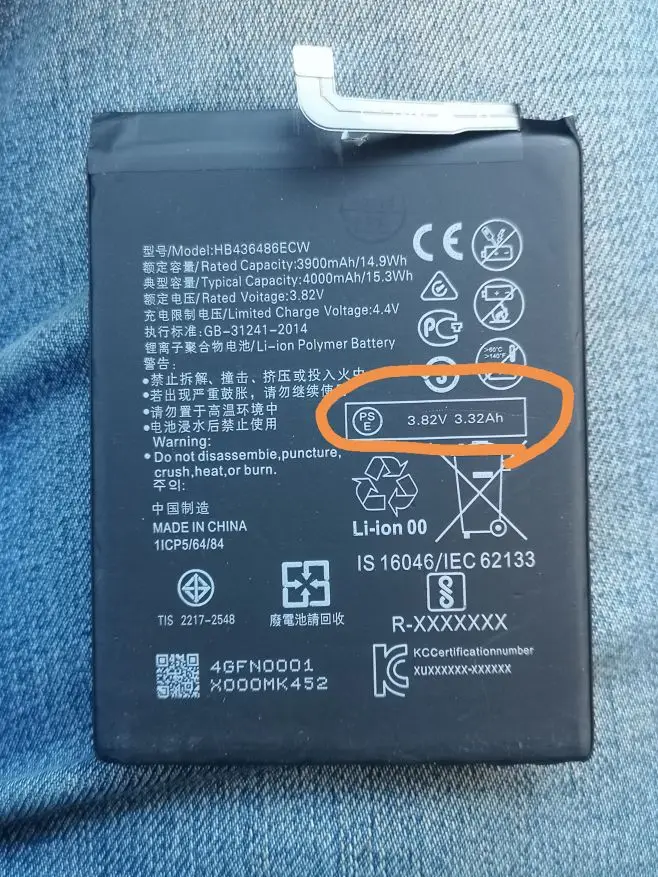 型号/Model:HB436486ECW
额定容量/Rated Capacity:3900mAh/14.9Wh
典型容量/Typical Capacity:4000mAh/15.3Wh
额定电压/Rated Voltage:3.82V
充电限制电压/Limited Charge Voltage:4.4V
执行标准:GB-31241-2014
锂离子聚合物电池/Li-ion Polymer Battery
警告:
•禁止拆解、撞击、挤压或投入火中
•若出现严重鼓胀，请勿继续使
•请勿置于高温环境中
•电池浸水后禁止使用
Warning:
•Do not disassembie,puncture,
crush,heat,or burn.
주의:
中国制造
MADE IN CHINA
1ICP5/64/84
CE
PC
>60°C
>140°F
PS
E
3.82V 3.32Ah
Li-ion 00
IS 16046/IEC 62133
R-XXXXXXX
TIS 2217-2548
廢電池請回收
4GFN0001
X000MK452
KCCertificationnumber
XUXXXXXX-XXXXXX